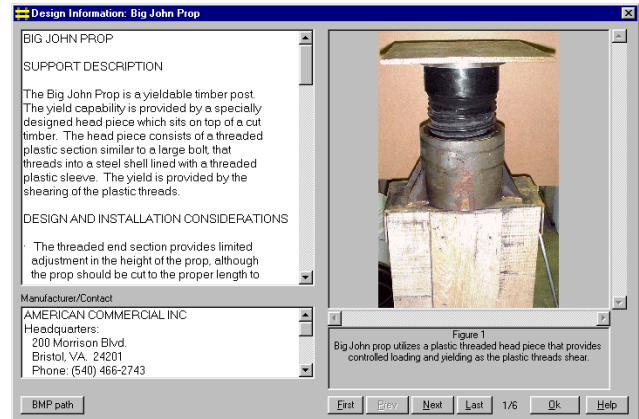 Design Information: Big John Prop
BIG JOHN PROP
SUPPORT DESCRIPTION
The Big John Prop is a yieldable timber post.
The yield capability is provided by a specially
designed head piece which sits on top of a cut
timber. The head piece consists of a threaded
plastic section similar to a large bolt, that
threads into a steel shell lined with a threaded
plastic sleeve. The yield is provided by the
shearing of the plastic threads.
DESIGN AND INSTALLATION CONSIDERATIONS
· The threaded end section provides limited
adjustment in the height of the prop, although
the prop should be cut to the proper length to
Manufacturer/Contact
AMERICAN COMMERCIAL INC
Headquarters:
200 Morrison Blvd.
Bristol, VA. 24201
Phone: (540) 466-2743
Figure 1
Big John prop utilizes a plastic threaded head piece that provides
controlled loading and yielding as the plastic threads shear.
BMP path First Prev Next Last 1/6 Ok Help